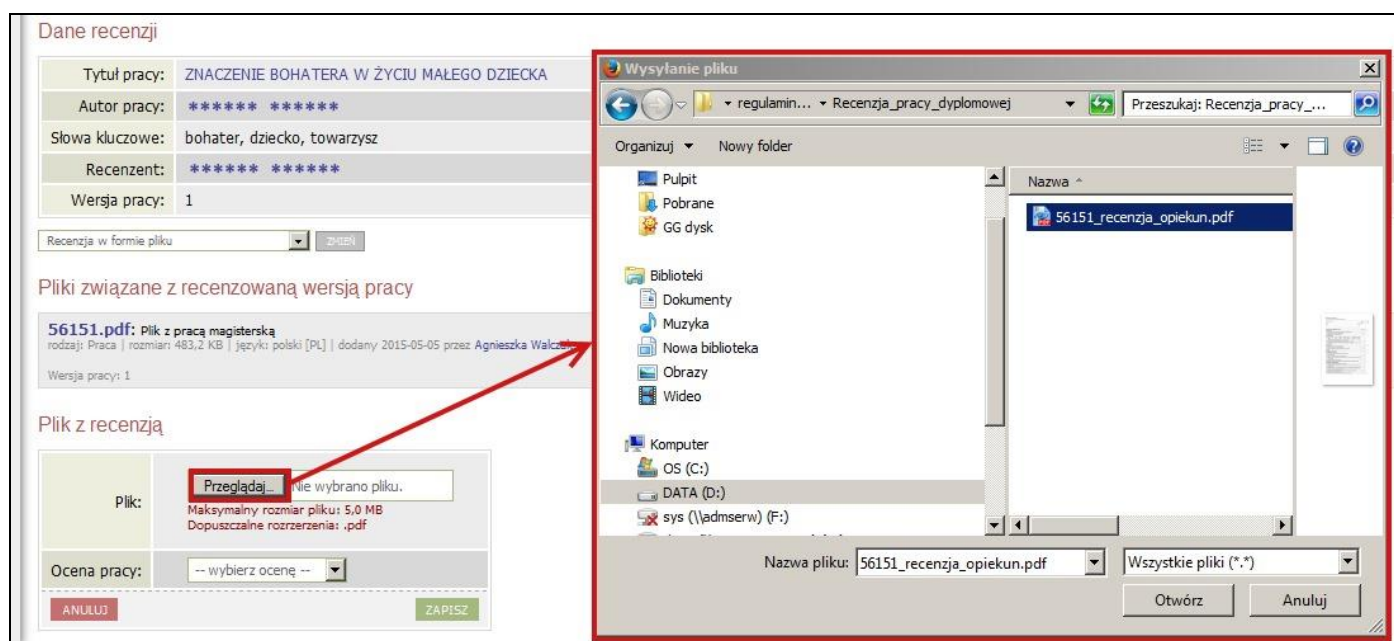 Dane recenzji
Tytuł pracy: ZNACZENIE BOHATERA W ŻYCIU MAŁEGO DZIECKA
Autor pracy: ****** ******
Słowa kluczowe: bohater, dziecko, towarzysz
Recenzent: ****** ******
Wersja pracy: 1
Recenzja w formie pliku ZMIEŃ
Pliki związane z recenzowaną wersją pracy
56151.pdf: Plik z pracą magisterską
rodzaj: Praca | rozmiar: 483,2 KB | język: polski [PL] | dodany 2015-05-05 przez Agnieszka
Wersja pracy: 1
Plik z recenzją
Plik: Przeglądaj... Nie wybrano pliku.
Maksymalny rozmiar pliku: 5,0 MB
Dopuszczalne rozrzerzenia: .pdf
Ocena pracy: -- wybierz ocenę --
ANULUJ ZAPISZ
Wysyłanie pliku
regulamin... Recenzja_pracy_dyplomowej Przeszukaj: Recenzja_pracy_...
Organizuj Nowy folder
Pulpit
Pobrane
GG dysk
Biblioteki
Dokumenty
Muzyka
Nowa biblioteka
Obrazy
Wideo
Komputer
OS (C:)
DATA (D:)
sys (\\admserw) (F:)
Nazwa
56151_recenzja_opiekun.pdf
Nazwa pliku: 56151_recenzja_opiekun.pdf Wszystkie pliki (*.*)
Otwórz Anuluj